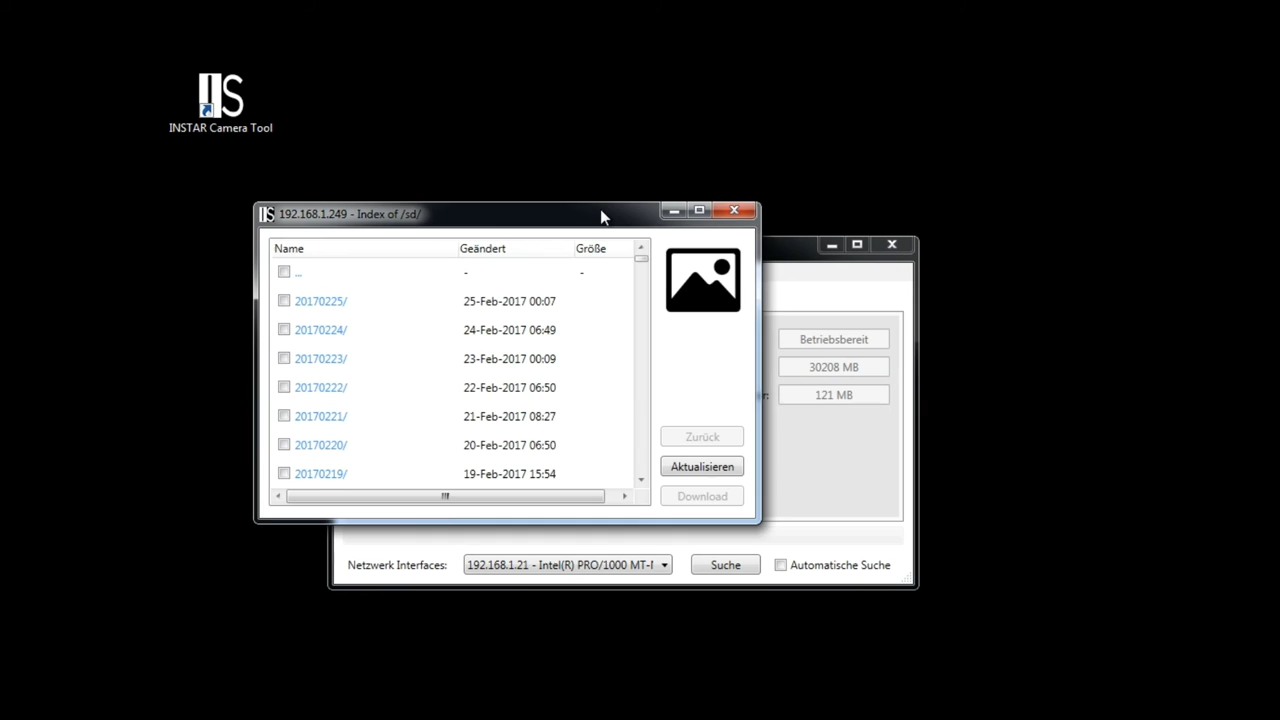 IIS
INSTAR Camera Tool
IIS 192.168.1.249 - Index of /sd/
Name Geändert Größe
... - -
20170225/ 25-Feb-2017 00:07
20170224/ 24-Feb-2017 06:49
20170223/ 23-Feb-2017 00:09
20170222/ 22-Feb-2017 06:50
20170221/ 21-Feb-2017 08:27
20170220/ 20-Feb-2017 06:50
20170219/ 19-Feb-2017 15:54
Zurück
Aktualisieren
Download
Betriebsbereit
30208 MB
r: 121 MB
Netzwerk Interfaces: 192.168.1.21 - Intel(R) PRO/1000 MT-N Suche Automatische Suche